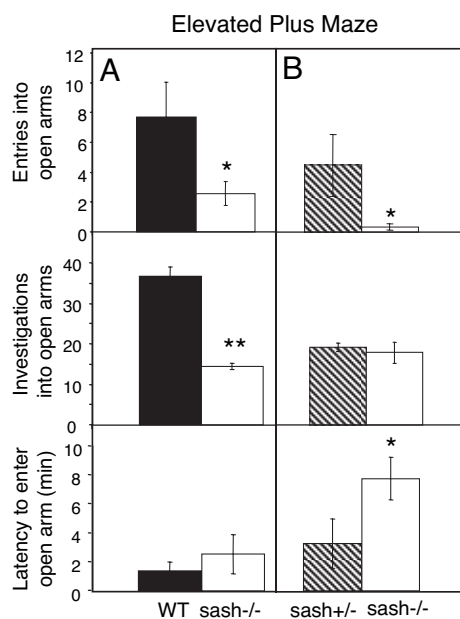 Elevated Plus Maze
A
B
Entries into
open arms
12
10
8
6
4
2
0
*
*
Investigations
into open arms
40
30
20
10
0
**
Latency to enter
open arm (min)
10
8
6
4
2
0
*
WT sash-/- sash+/- sash-/-